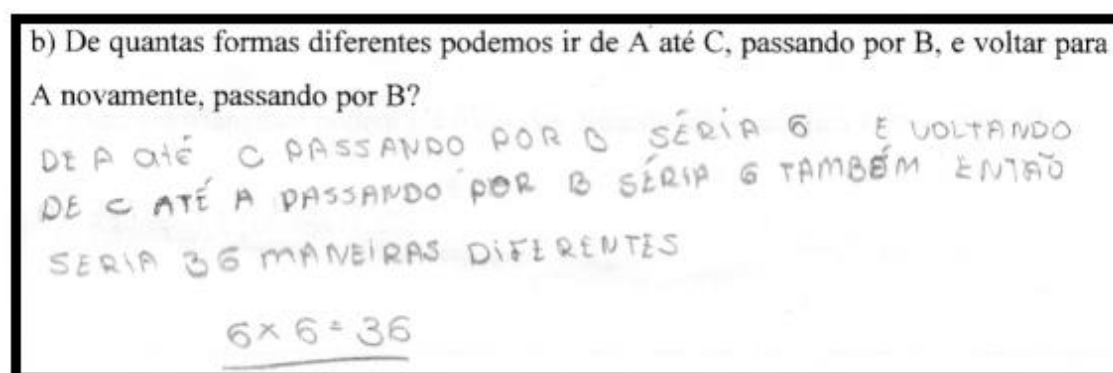 b) De quantas formas diferentes podemos ir de A até C, passando por B, e voltar para
A novamente, passando por B?
DE A até C PASSANDO POR B SÉRIA 6 E VOLTANDO
DE C ATÉ A PASSANDO POR B SÉRIA 6 TAMBÉM ENTÃO
SERIA 36 MANEIRAS DIFERENTES
6 × 6 = 36